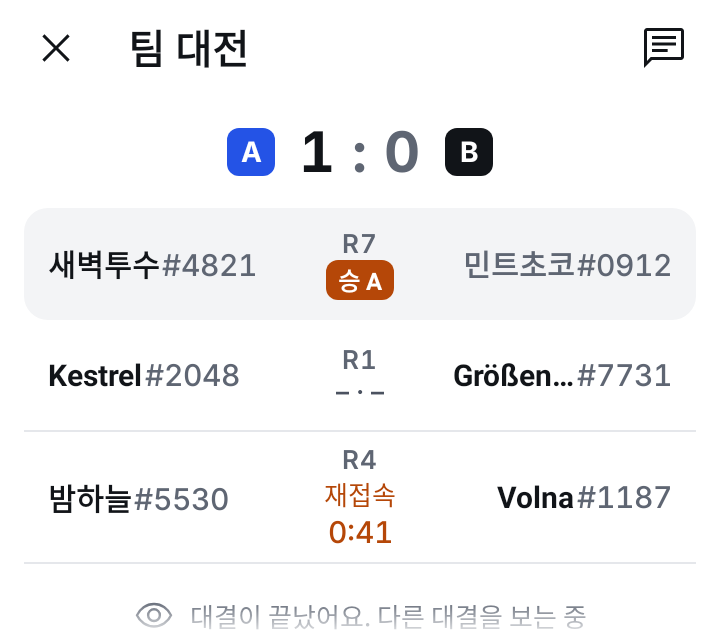 팀 대전
A 1 : 0 B
R7
새벽투수#4821 승 A 민트초코#0912
R1
Kestrel#2048 – · – Größen…#7731
R4
밤하늘#5530 재접속 Volna#1187
0:41
대결이 끝났어요. 다른 대결을 보는 중